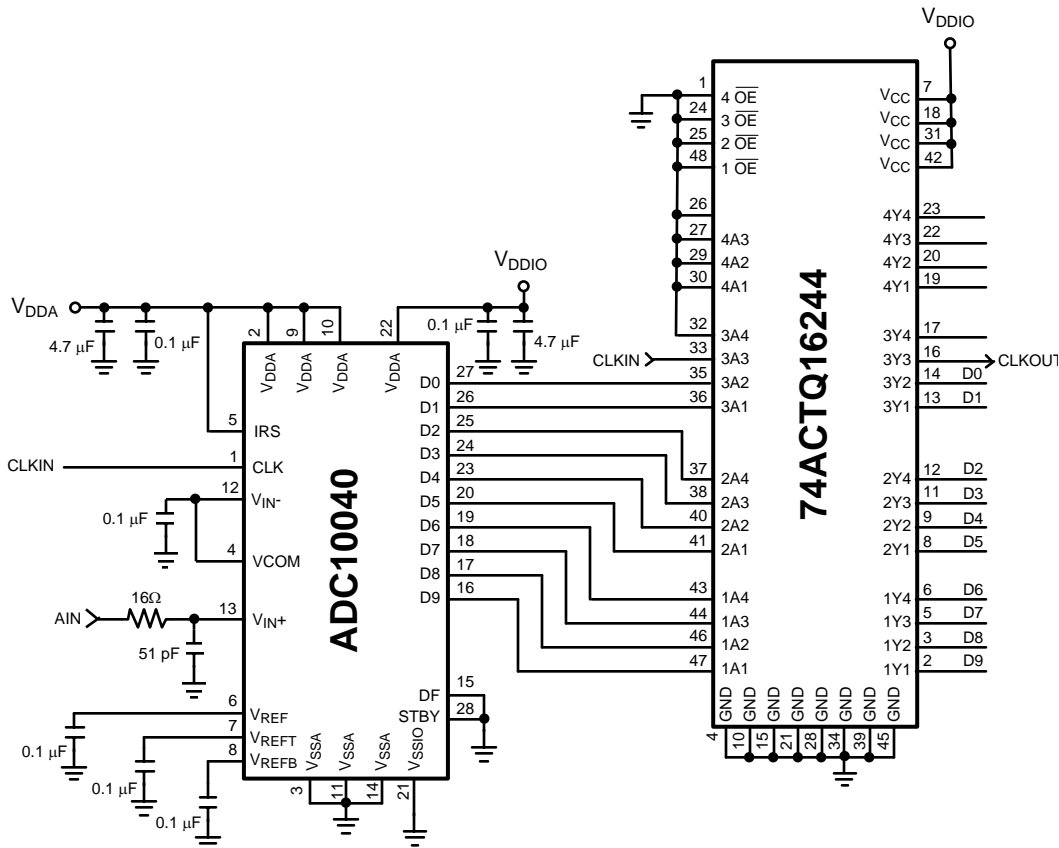 V_DDIO
1 4 OE
24 3 OE
25 2 OE
48 1 OE
26
27 4A3
29 4A2
30 4A1
32 3A4
CLKIN 33 3A3
35 3A2
36 3A1
37 2A4
38 2A3
40 2A2
41 2A1
43 1A4
44 1A3
46 1A2
47 1A1
74ACTQ16244
VCC 7
VCC 18
VCC 31
VCC 42
4Y4 23
4Y3 22
4Y2 20
4Y1 19
3Y4 17
3Y3 16 CLKOUT
3Y2 14 D0
3Y1 13 D1
2Y4 12 D2
2Y3 11 D3
2Y2 9 D4
2Y1 8 D5
1Y4 6 D6
1Y3 5 D7
1Y2 3 D8
1Y1 2 D9
GND GND GND GND GND GND GND GND
4 10 15 21 28 34 39 45
VDDA
4.7 µF 0.1 µF
VDDIO
0.1 µF 4.7 µF
2 9 10 22
VDDA VDDA VDDA VDDA
5 IRS
CLKIN 1 CLK
12 VIN-
0.1 µF
4 VCOM
AIN 16Ω 13 VIN+
51 pF
6 VREF
0.1 µF
7 VREFT
0.1 µF
8 VREFB
0.1 µF
ADC10040
D0 27
D1 26
D2 25
D3 24
D4 23
D5 20
D6 19
D7 18
D8 17
D9 16
DF 15
STBY 28
VSSA VSSA VSSA VSSIO
3 11 14 21